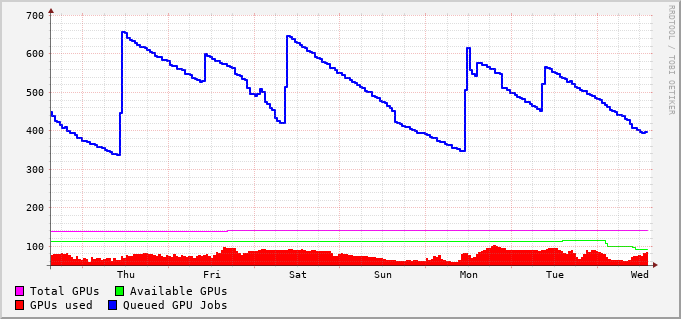 700
600
500
400
300
200
100
Thu Fri Sat Sun Mon Tue Wed
Total GPUs Available GPUs
GPUs used Queued GPU Jobs
RRDTOOL / TOBI OETIKER